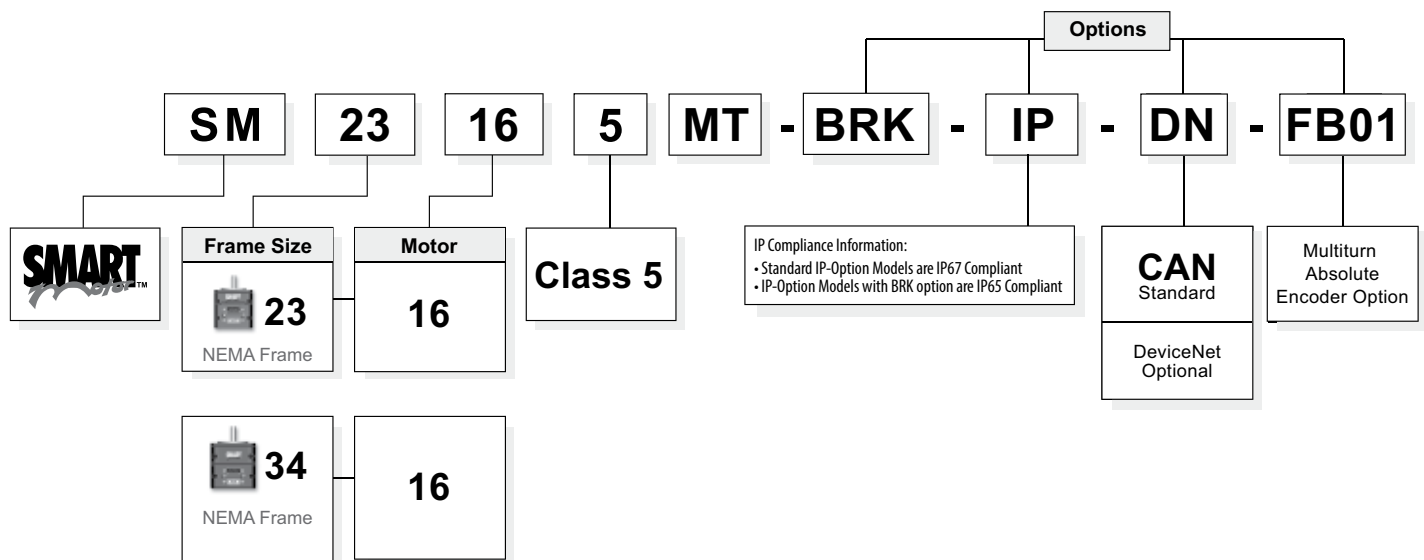 Options
SM 23 16 5 MT - BRK - IP - DN - FB01
SMART
Motor™
Frame Size
23
NEMA Frame
34
NEMA Frame
Motor
16
16
Class 5
IP Compliance Information:
• Standard IP-Option Models are IP67 Compliant
• IP-Option Models with BRK option are IP65 Compliant
CAN
Standard
DeviceNet
Optional
Multiturn
Absolute
Encoder Option